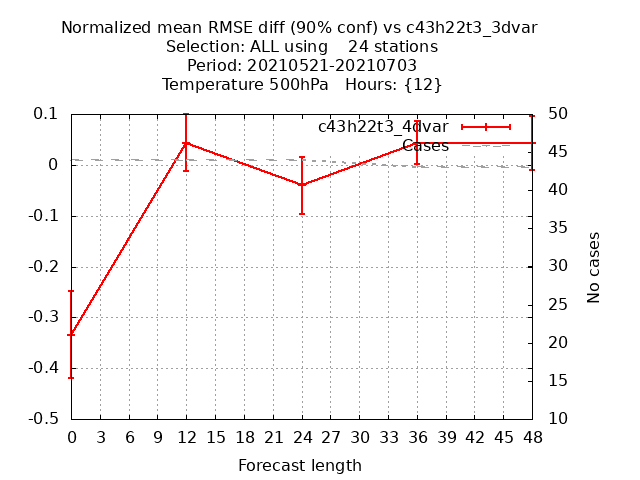 Normalized mean RMSE diff (90% conf) vs c43h22t3_3dvar
Selection: ALL using    24 stations
Period: 20210521-20210703
Temperature 500hPa   Hours: {12}
c43h22t3_4dvar
Cases
0.1
0
-0.1
-0.2
-0.3
-0.4
-0.5
50
45
40
35
30
25
20
15
10
No cases
0 3 6 9 12 15 18 21 24 27 30 33 36 39 42 45 48
Forecast length